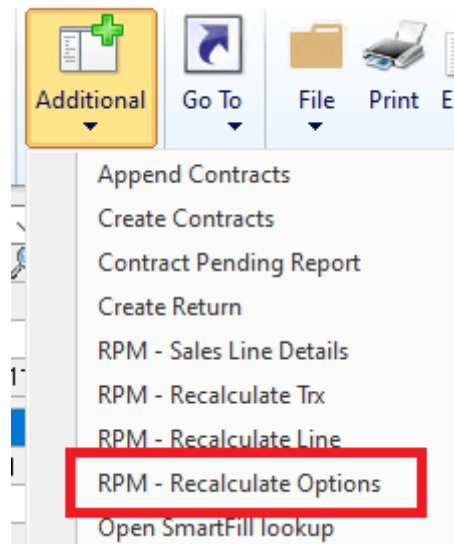 Additional Go To File Print E
Append Contracts
Create Contracts
Contract Pending Report
Create Return
RPM - Sales Line Details
RPM - Recalculate Trx
RPM - Recalculate Line
RPM - Recalculate Options
Open SmartFill lookup